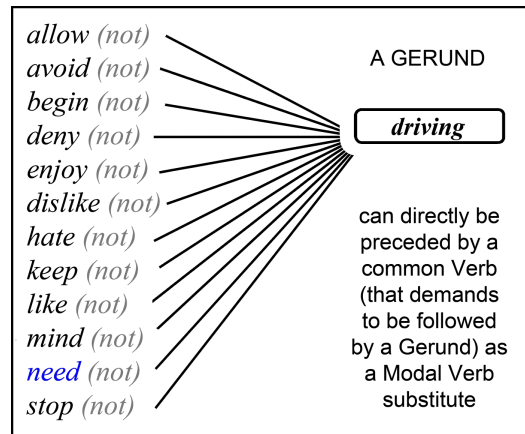 allow (not)
avoid (not)
begin (not)
deny (not)
enjoy (not)
dislike (not)
hate (not)
keep (not)
like (not)
mind (not)
need (not)
stop (not)
A GERUND
driving
can directly be
preceded by a
common Verb
(that demands
to be followed
by a Gerund) as
a Modal Verb
substitute